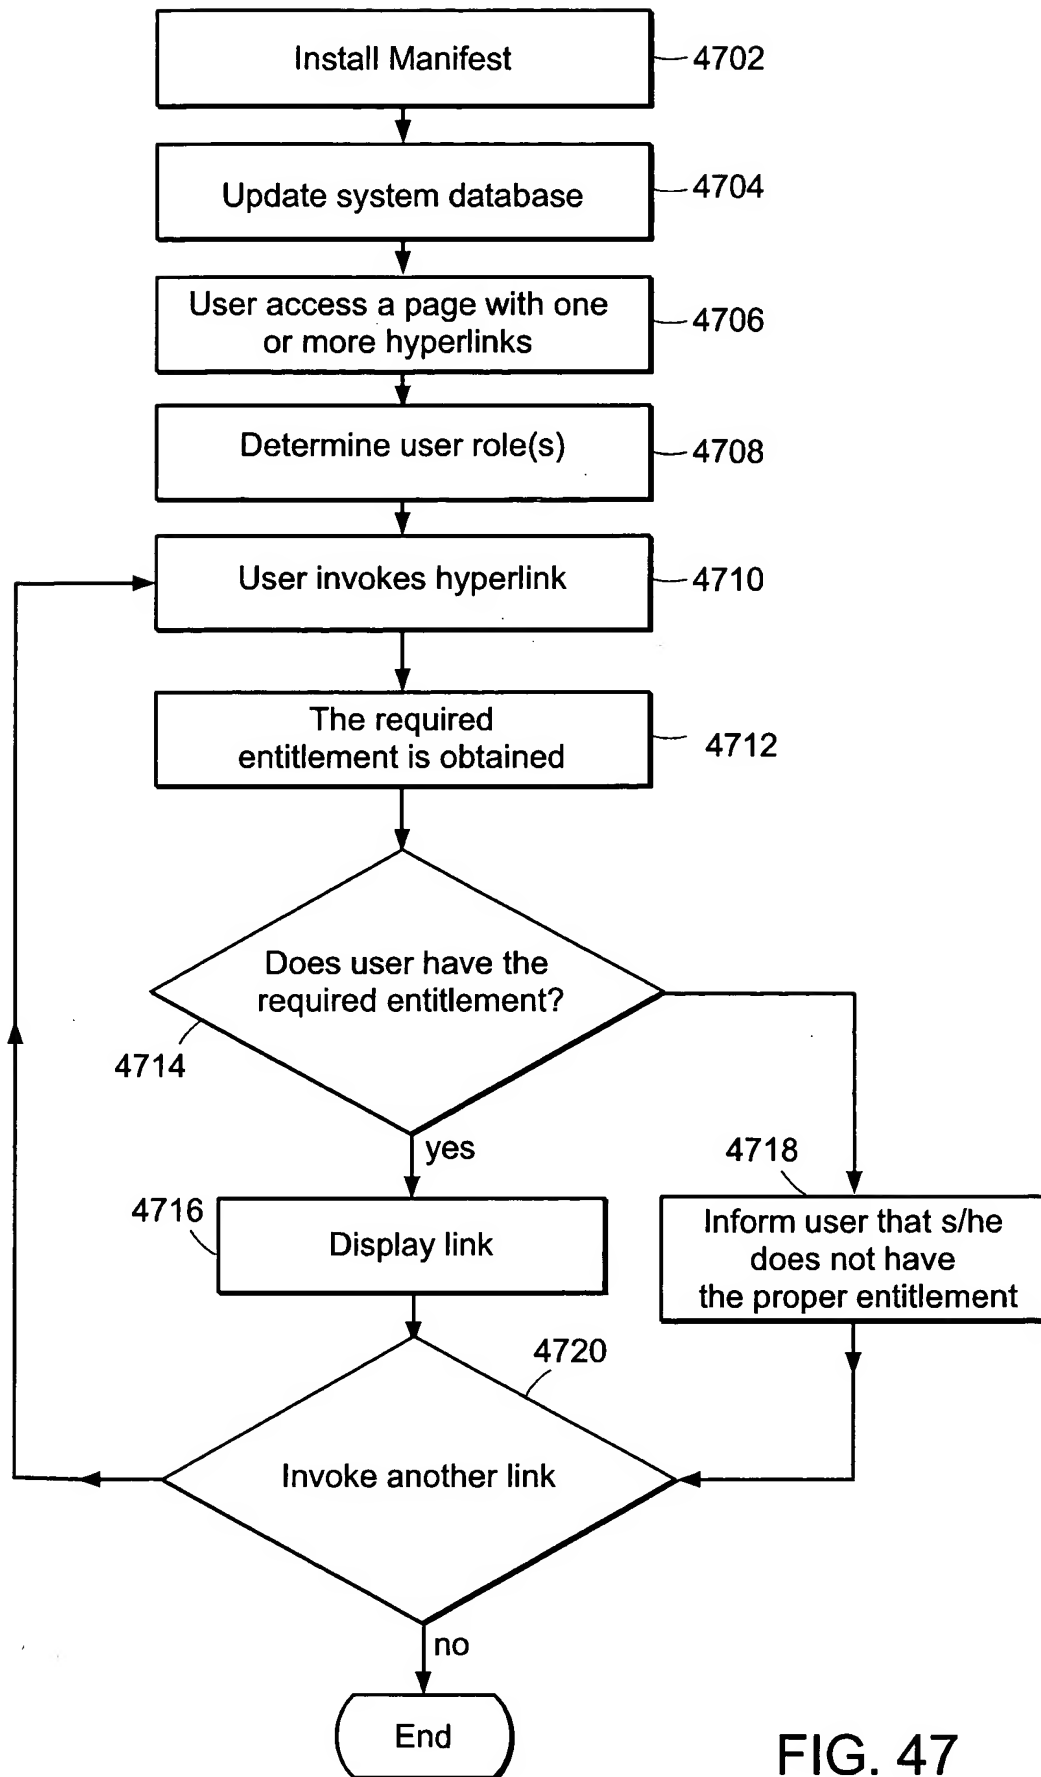 Install Manifest
4702
Update system database
4704
User access a page with one
or more hyperlinks
4706
Determine user role(s)
4708
User invokes hyperlink
4710
The required
entitlement is obtained
4712
Does user have the
required entitlement?
4714
yes
4716
Display link
4718
Inform user that s/he
does not have
the proper entitlement
4720
Invoke another link
no
End
FIG. 47